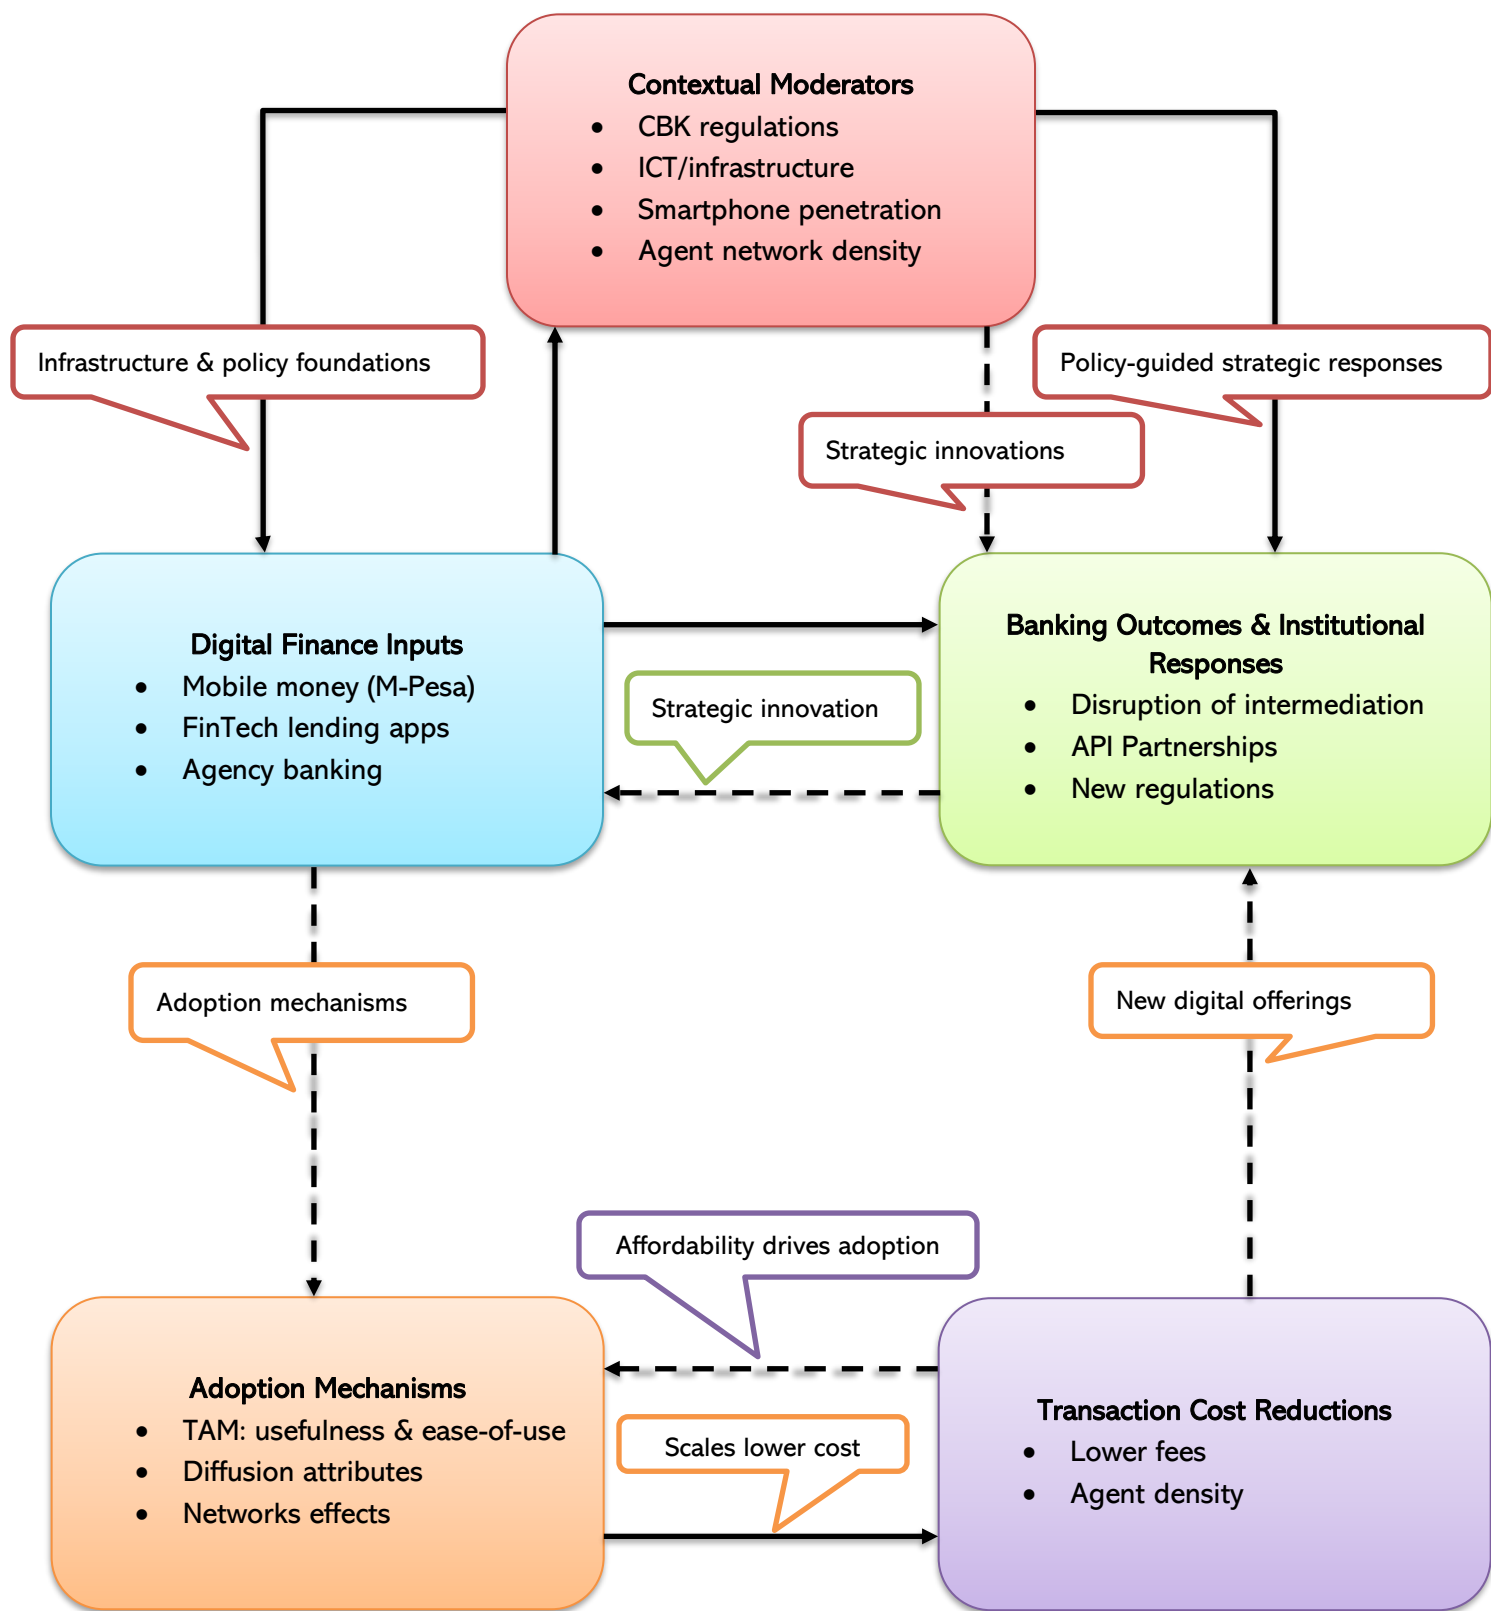 Contextual Moderators
• CBK regulations
• ICT/infrastructure
• Smartphone penetration
• Agent network density
Infrastructure & policy foundations
Policy-guided strategic responses
Strategic innovations
Digital Finance Inputs
• Mobile money (M-Pesa)
• FinTech lending apps
• Agency banking
Strategic innovation
Banking Outcomes & Institutional
Responses
• Disruption of intermediation
• API Partnerships
• New regulations
Adoption mechanisms
New digital offerings
Affordability drives adoption
Adoption Mechanisms
• TAM: usefulness & ease-of-use
• Diffusion attributes
• Networks effects
Scales lower cost
Transaction Cost Reductions
• Lower fees
• Agent density